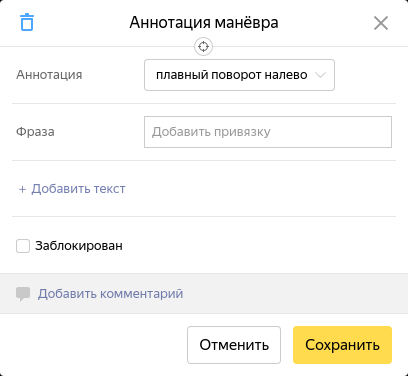 Аннотация манёвра
Аннотация
плавный поворот налево
Фраза
Добавить привязку
+ Добавить текст
Заблокирован
Добавить комментарий
Отменить
Сохранить